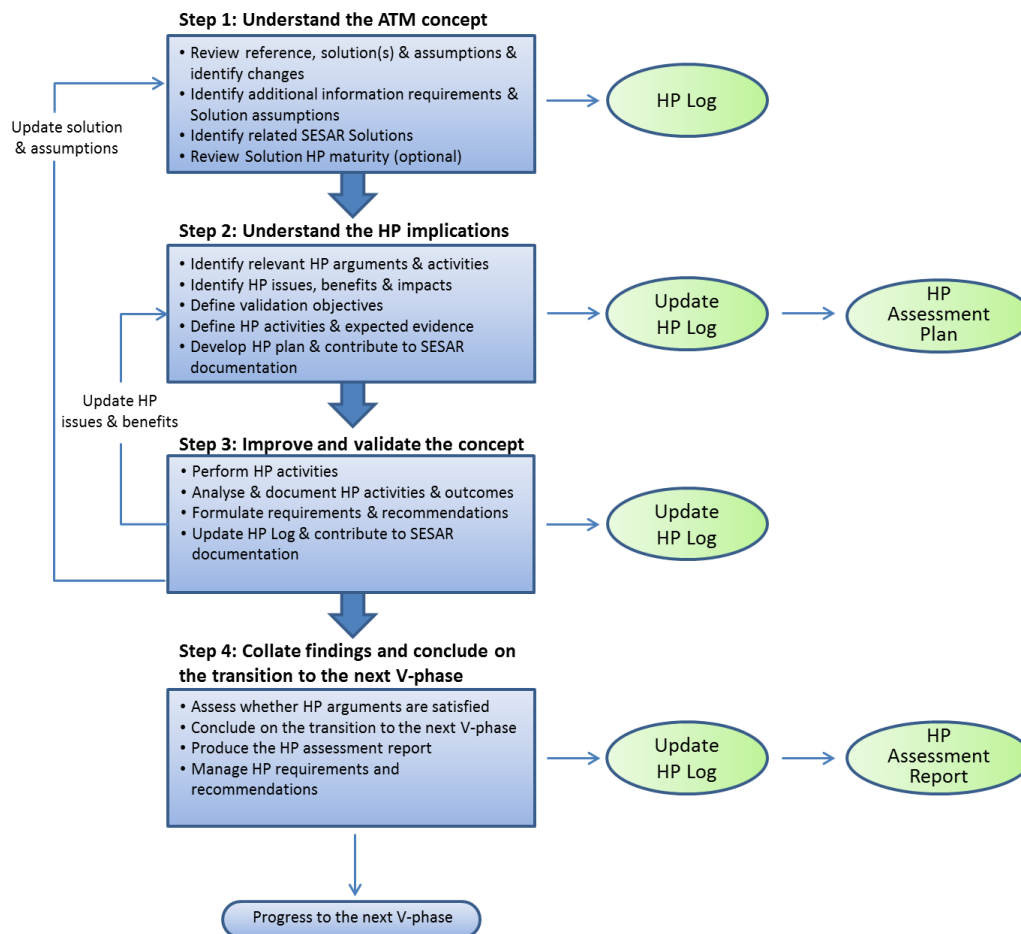 Step 1: Understand the ATM concept
• Review reference, solution(s) & assumptions &
identify changes
• Identify additional information requirements &
Solution assumptions
• Identify related SESAR Solutions
• Review Solution HP maturity (optional)
HP Log
Update solution
& assumptions
Step 2: Understand the HP implications
• Identify relevant HP arguments & activities
• Identify HP issues, benefits & impacts
• Define validation objectives
• Define HP activities & expected evidence
• Develop HP plan & contribute to SESAR
documentation
Update
HP Log
HP
Assessment
Plan
Update HP
issues & benefits
Step 3: Improve and validate the concept
• Perform HP activities
• Analyse & document HP activities & outcomes
• Formulate requirements & recommendations
• Update HP Log & contribute to SESAR
documentation
Update
HP Log
Step 4: Collate findings and conclude on
the transition to the next V-phase
• Assess whether HP arguments are satisfied
• Conclude on the transition to the next V-phase
• Produce the HP assessment report
• Manage HP requirements and
recommendations
Update
HP Log
HP
Assessment
Report
Progress to the next V-phase